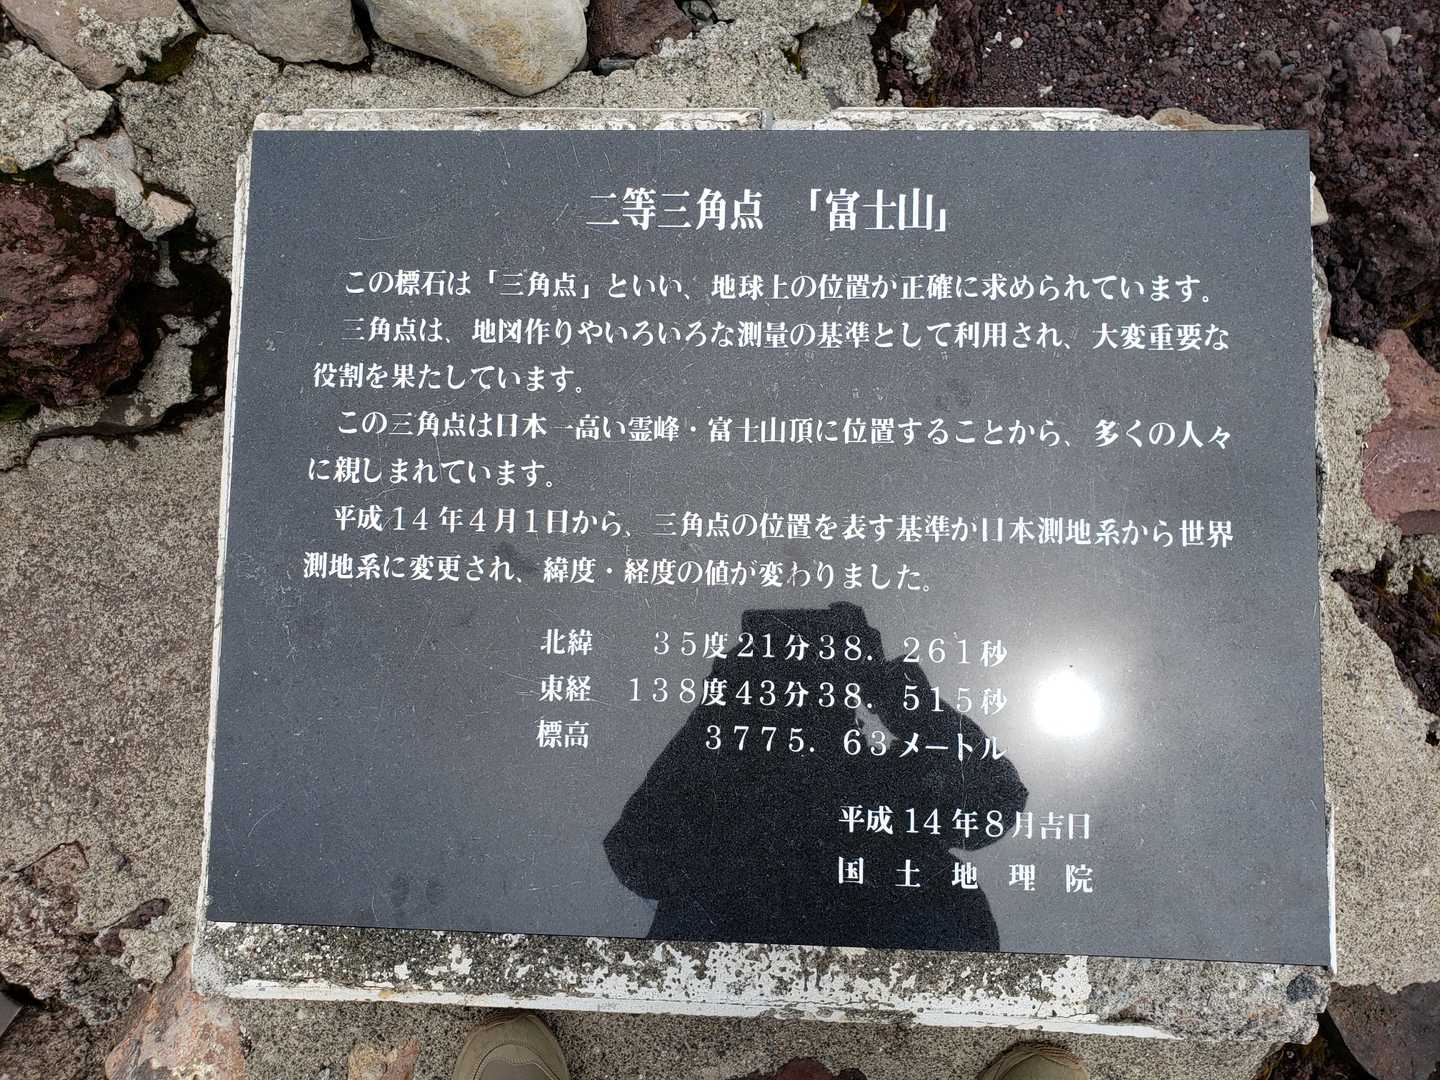 二等三角点 「富士山」
この標石は「三角点」といい、地球上の位置が正確に求められています。
三角点は、地図作りやいろいろな測量の基準として利用され、大変重要な
役割を果たしています。
この三角点は日本一高い霊峰・富士山頂に位置することから、多くの人々
に親しまれています。
平成14年4月1日から、三角点の位置を表す基準が日本測地系から世界
測地系に変更され、緯度・経度の値が変わりました。
北緯 35度21分38.261秒
東経 138度43分38.515秒
標高 3775.63メートル
平成14年8月吉日
国土地理院